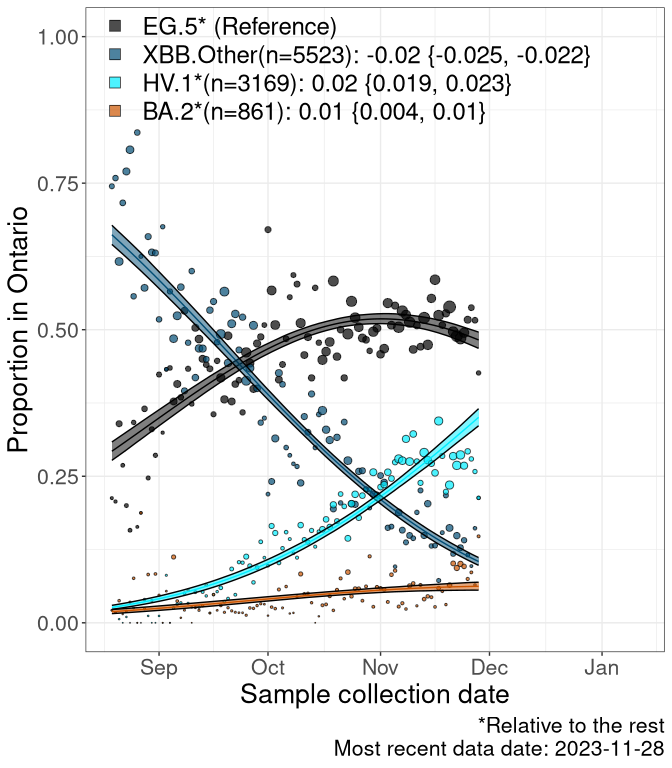 EG.5* (Reference)
XBB.Other(n=5523): -0.02 {-0.025, -0.022}
HV.1*(n=3169): 0.02 {0.019, 0.023}
BA.2*(n=861): 0.01 {0.004, 0.01}
1.00
0.75
0.50
0.25
0.00
Proportion in Ontario
Sep Oct Nov Dec Jan
Sample collection date
*Relative to the rest
Most recent data date: 2023-11-28